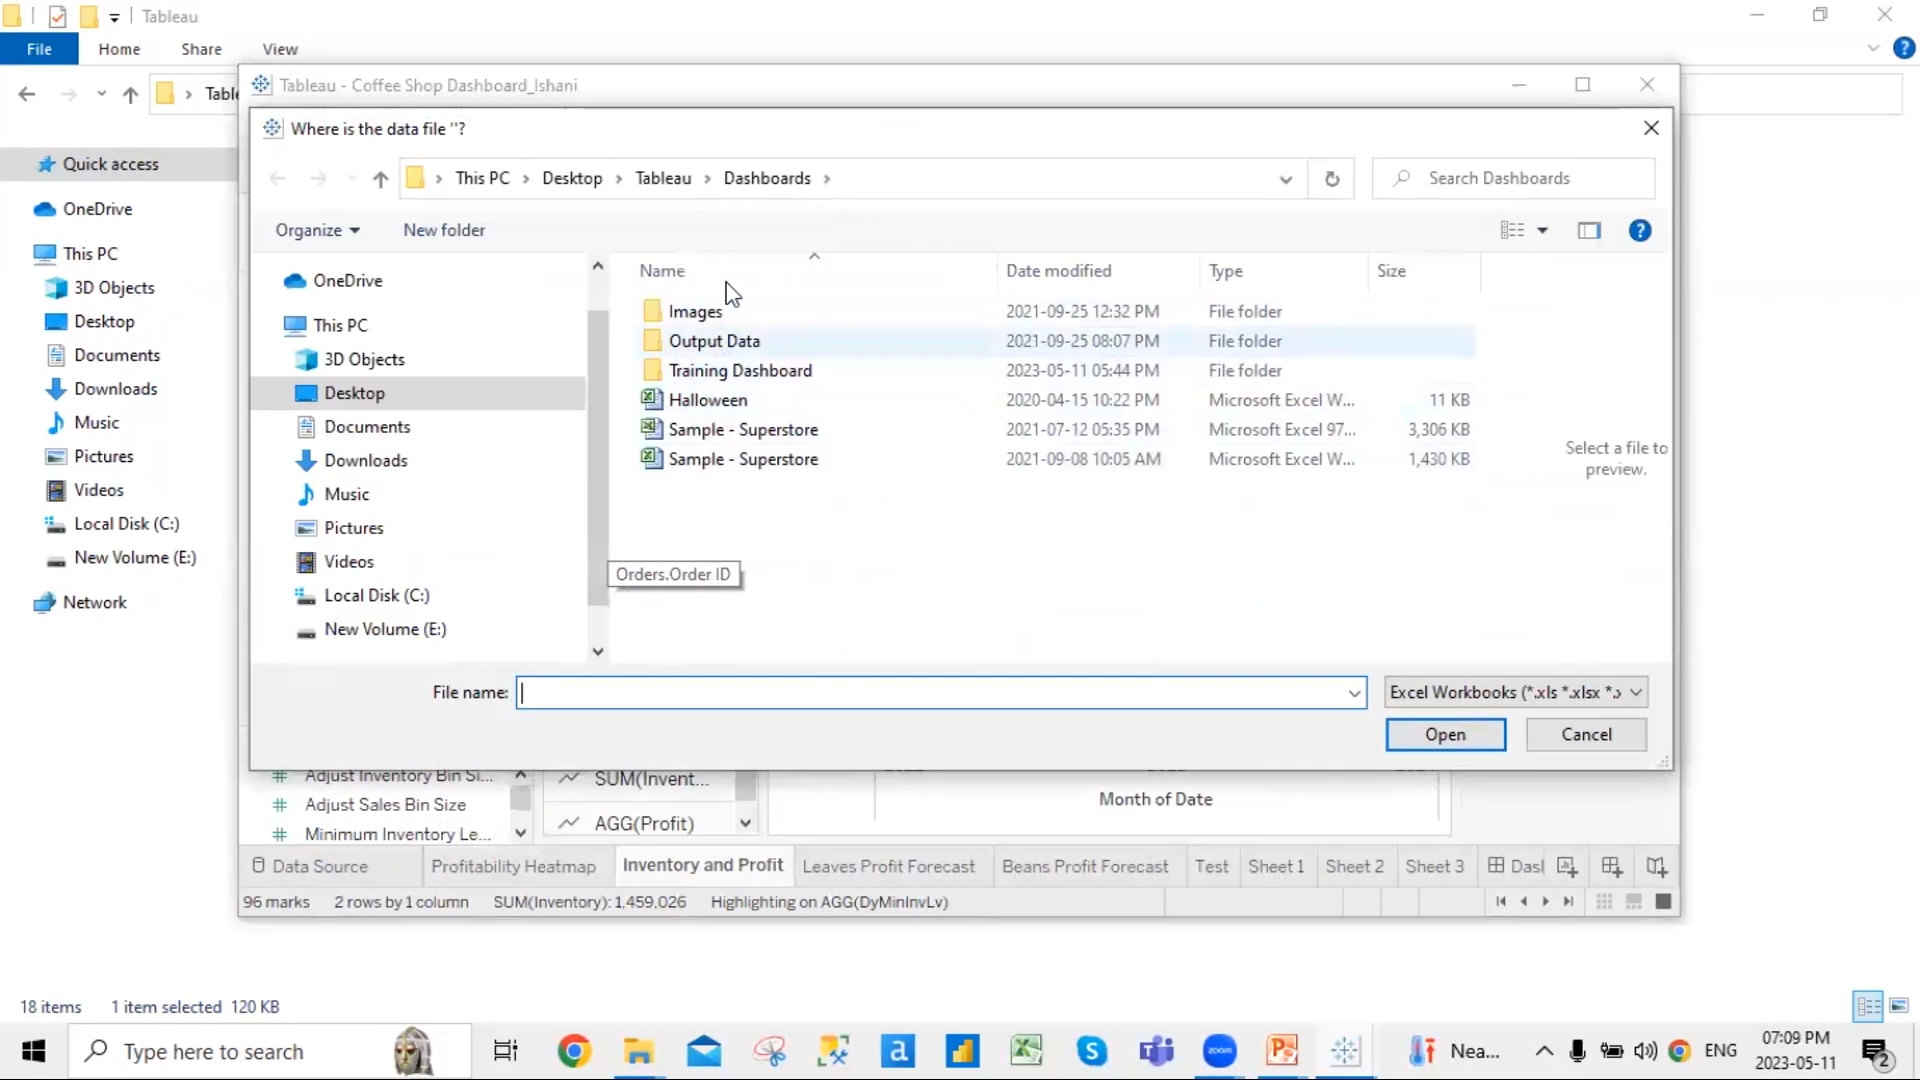 Tableau
File Home Share View
Tableau - Coffee Shop Dashboard_Ishani
Where is the data file ''?
This PC > Desktop > Tableau > Dashboards >
Search Dashboards
Organize New folder
Quick access
OneDrive
This PC
3D Objects
Desktop
Documents
Downloads
Music
Pictures
Videos
Local Disk (C:)
New Volume (E:)
Network
OneDrive
This PC
3D Objects
Desktop
Documents
Downloads
Music
Pictures
Videos
Local Disk (C:)
New Volume (E:)
Name Date modified Type Size
Images 2021-09-25 12:32 PM File folder
Output Data 2021-09-25 08:07 PM File folder
Training Dashboard 2023-05-11 05:44 PM File folder
Halloween 2020-04-15 10:22 PM Microsoft Excel W... 11 KB
Sample - Superstore 2021-07-12 05:35 PM Microsoft Excel 97... 3,306 KB
Sample - Superstore 2021-09-08 10:05 AM Microsoft Excel W... 1,430 KB
Select a file to
preview.
Orders.Order ID
File name: Excel Workbooks (*.xls *.xlsx *.
Open Cancel
Adjust Inventory Bin Si...
Adjust Sales Bin Size
Minimum Inventory Le...
SUM(Invent...
AGG(Profit)
Month of Date
Data Source Profitability Heatmap Inventory and Profit Leaves Profit Forecast Beans Profit Forecast Test Sheet 1 Sheet 2 Sheet 3 Dasl
96 marks 2 rows by 1 column SUM(Inventory): 1,459,026 Highlighting on AGG(DyMinInvLv)
18 items 1 item selected 120 KB
Type here to search
zoom
Nea...
ENG
07:09 PM
2023-05-11
2